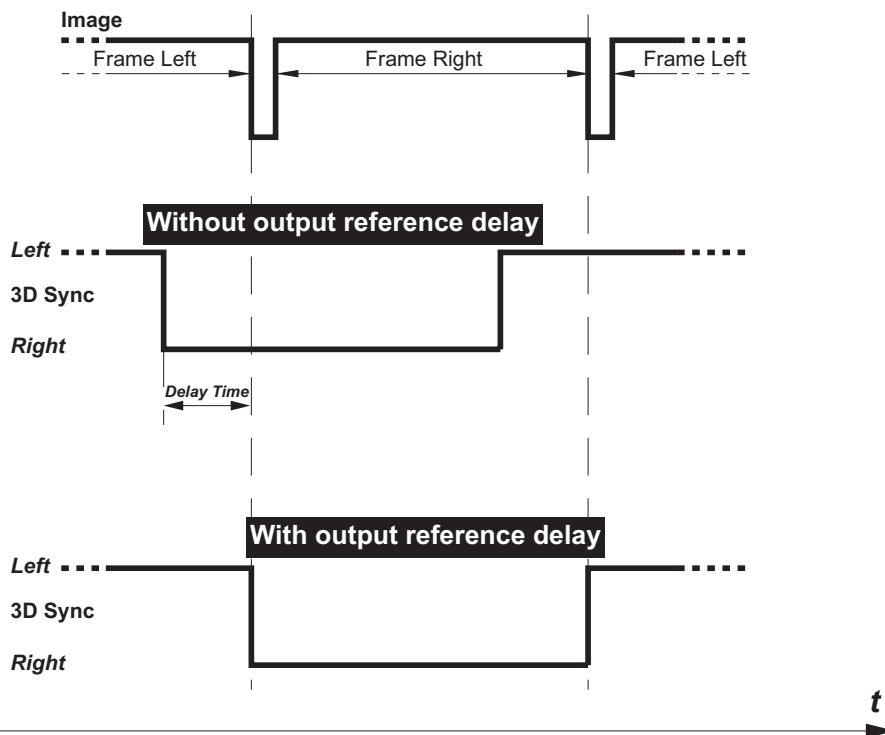 Image
Frame Left Frame Right Frame Left
Without output reference delay
Left
3D Sync
Right
Delay Time
With output reference delay
Left
3D Sync
Right
t